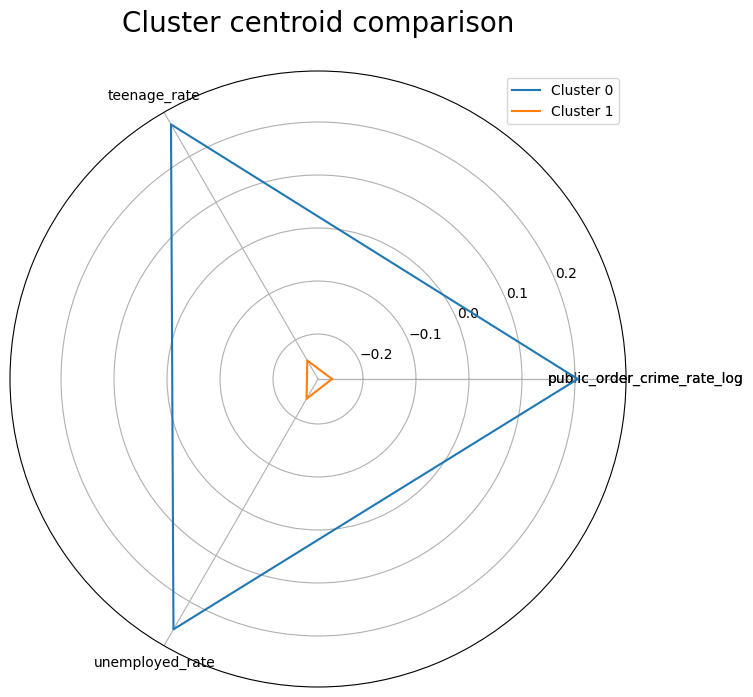 Cluster centroid comparison
teenage_rate
Cluster 0
Cluster 1
0.2
0.1
0.0
−0.1
−0.2
public_order_crime_rate_log
unemployed_rate